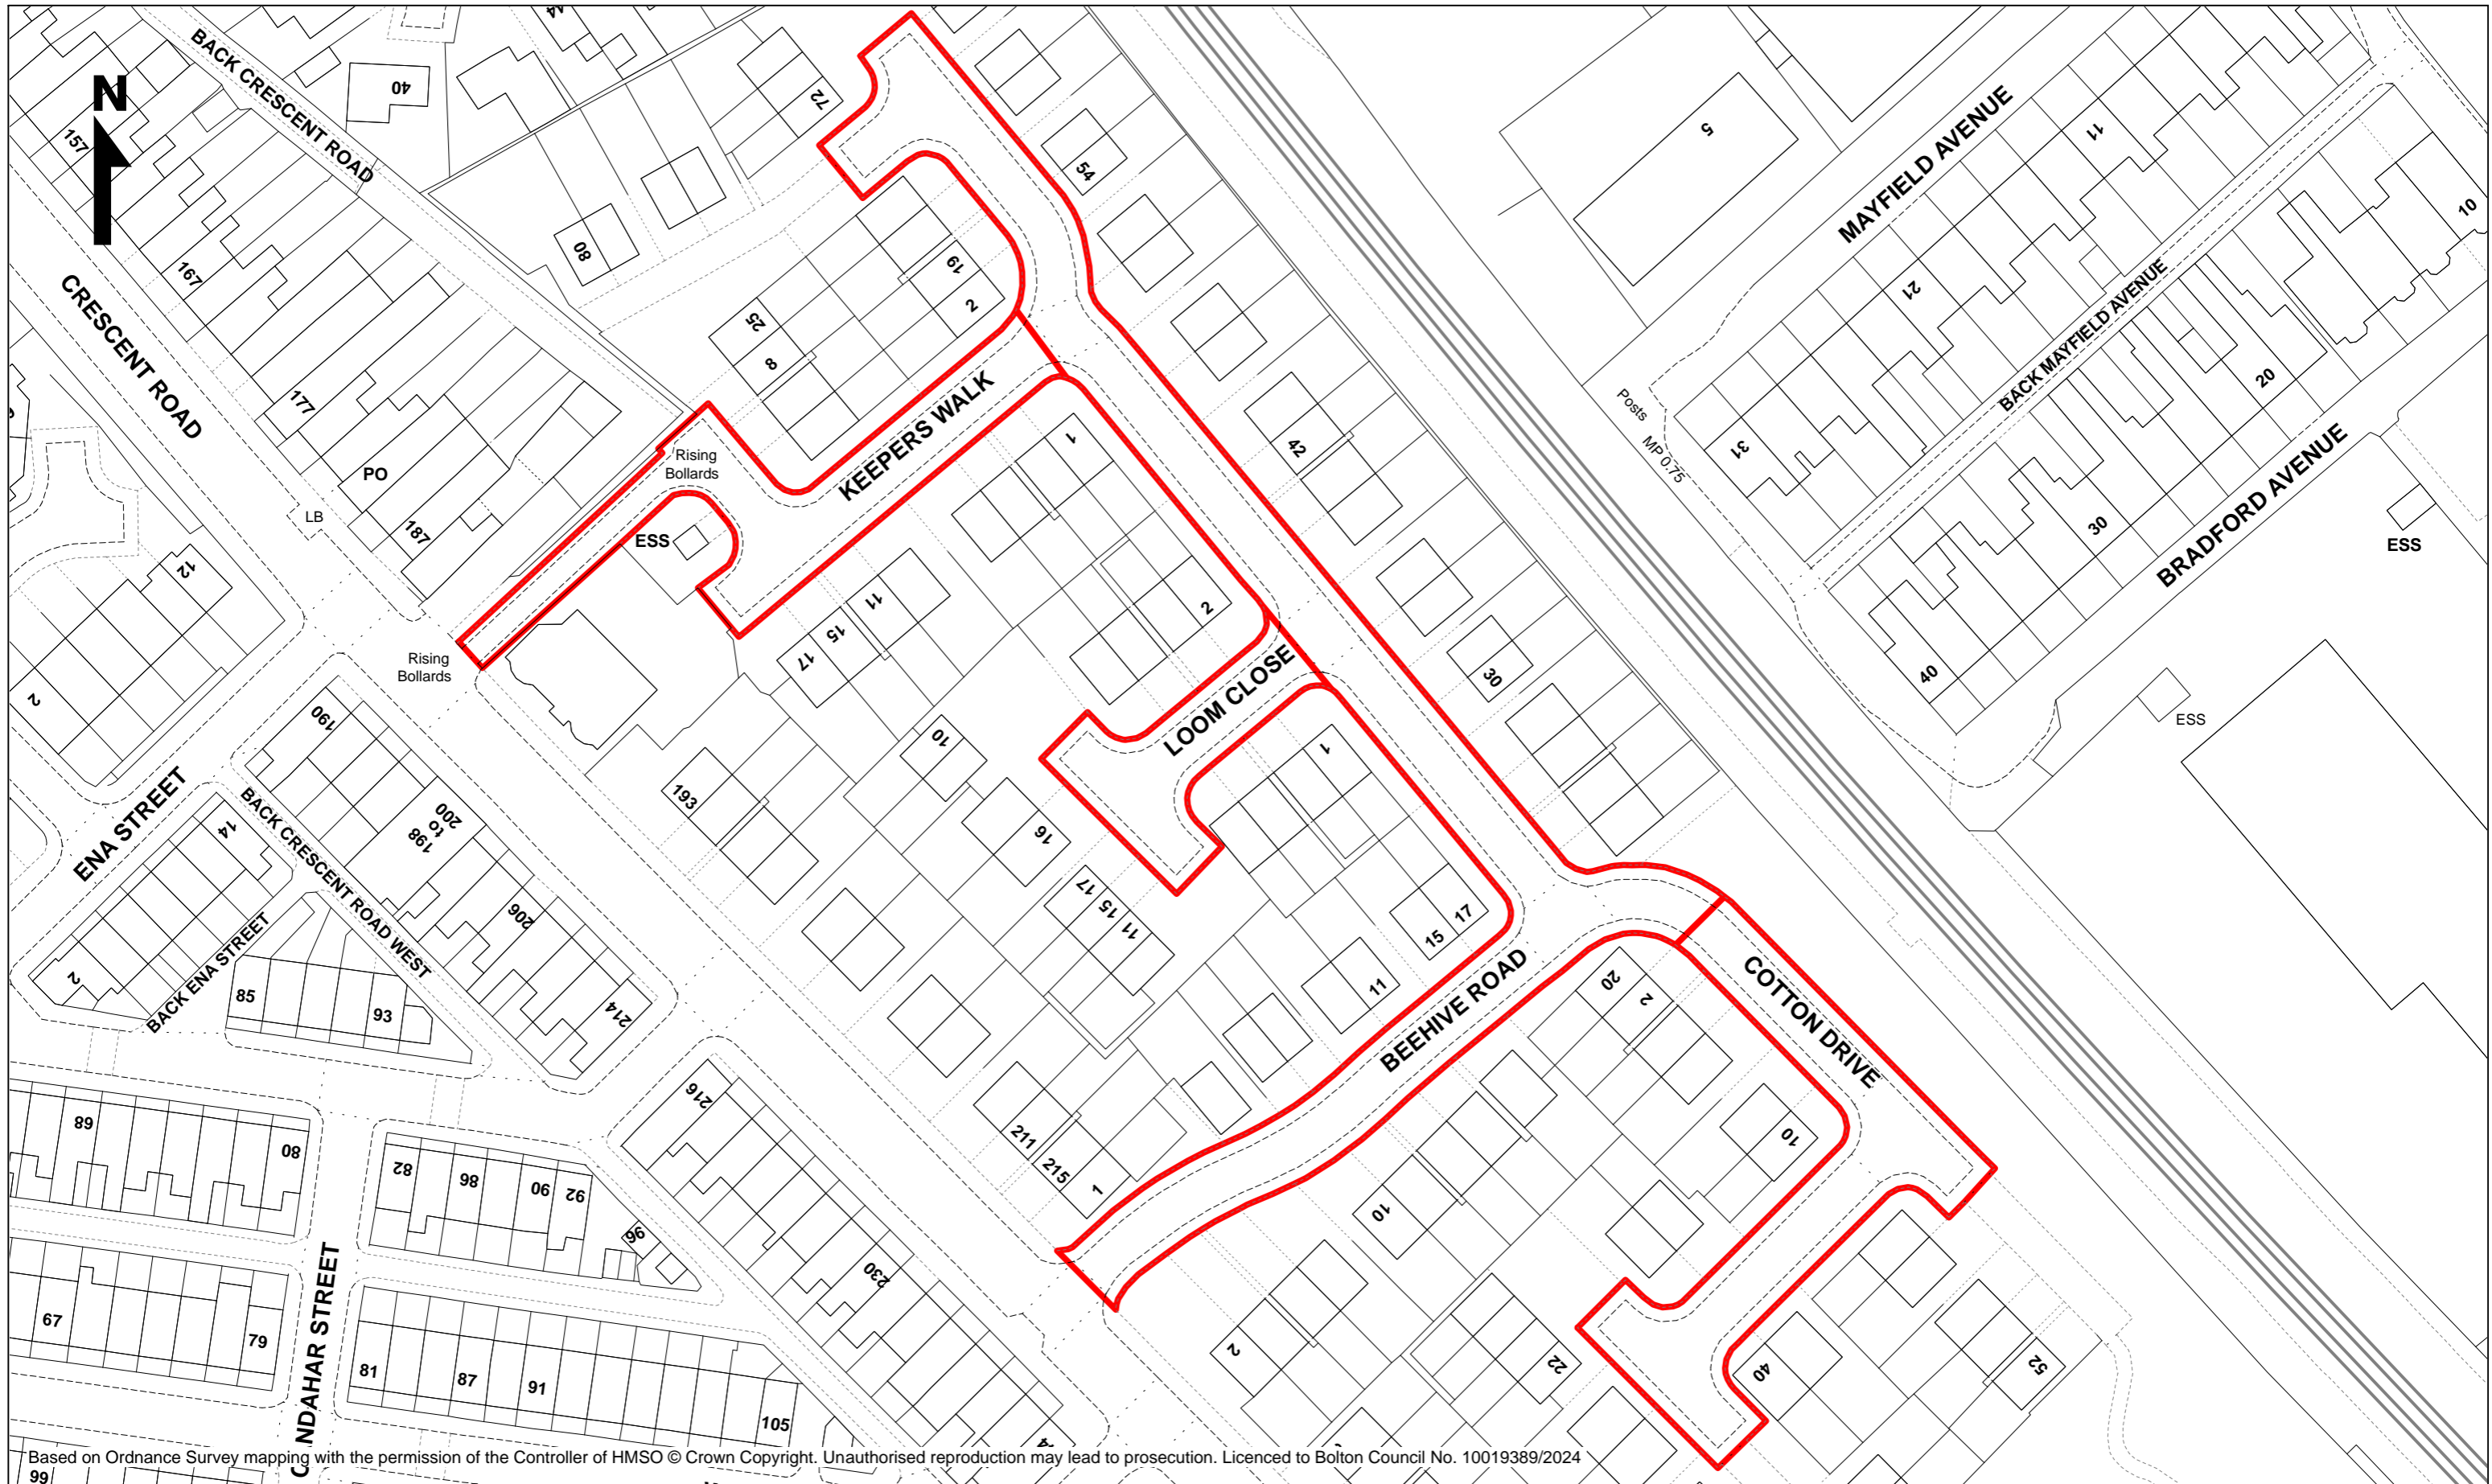 BACK CRESCENT ROAD
44
N
40
72
5
11
MAYFIELD AVENUE
157
54
10
80
167
19
21
CRESCENT ROAD
2
BACK MAYFIELD AVENUE
25
8
20
177
KEEPERS WALK
Posts
31
42
MP 0.75
Rising
Bollards
PO
1
BRADFORD AVENUE
LB
187
30
ESS
ESS
12
11
15
17
2
Rising
Bollards
30
40
2
LOOM CLOSE
190
10
ESS
193
1
ENA STREET
BACK CRESCENT ROAD WEST
198
to
200
14
16
17
15
11
206
17
15
BACK ENA STREET
2
85
93
214
11
BEEHIVE ROAD
20
2
COTTON DRIVE
216
89
80
82
86
90
92
96
211
215
1
10
10
230
67
79
CANDAHAR STREET
81
87
91
105
2
22
40
52
99
Based on Ordnance Survey mapping with the permission of the Controller of HMSO © Crown Copyright. Unauthorised reproduction may lead to prosecution. Licenced to Bolton Council No. 10019389/2024